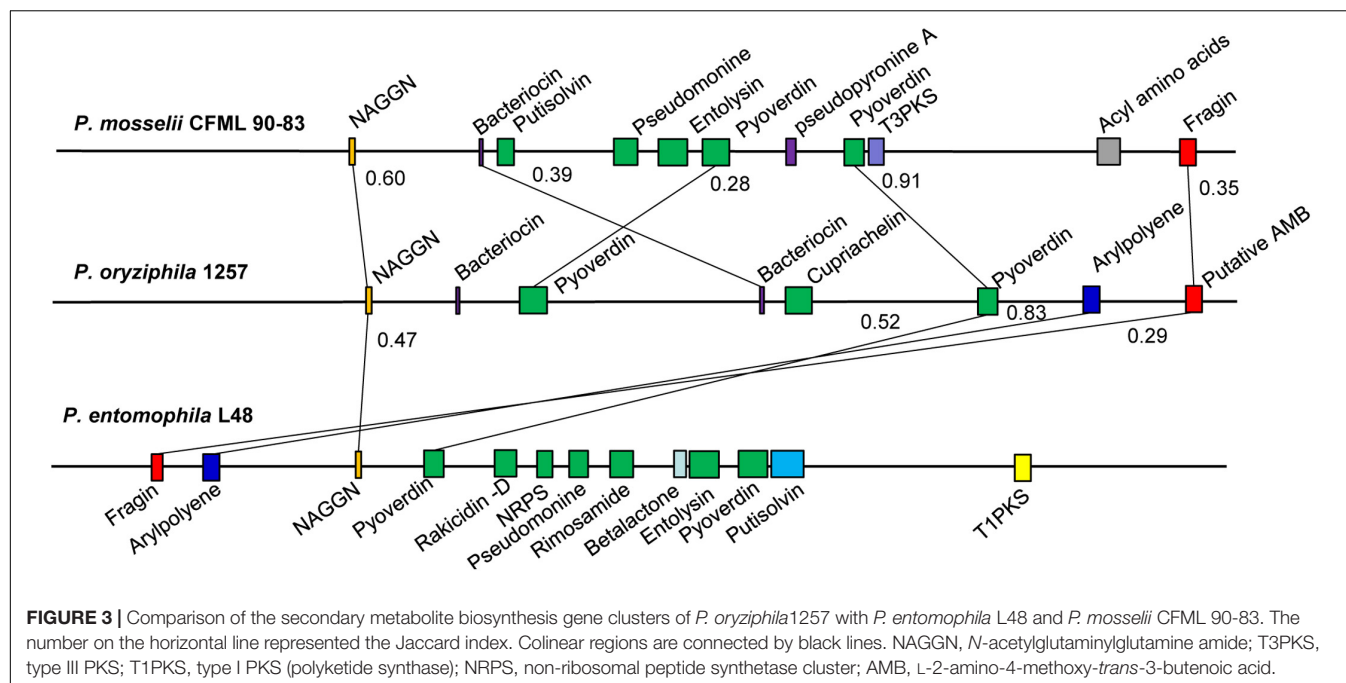 NAGGN
Bacteriocin
Putisolvin
Pseudomonine
Entolysin
Pyoverdin
pseudopyronine A
Pyoverdin
T3PKS
Acyl amino acids
Fragin
P. mosselii CFML 90-83
0.60
0.39
0.28
0.91
0.35
NAGGN
Bacteriocin
Pyoverdin
Bacteriocin
Cupriachelin
Pyoverdin
Arylpolyene
Putative AMB
P. oryziphila 1257
0.47
0.52
0.83
0.29
P. entomophila L48
Fragin
Arylpolyene
NAGGN
Pyoverdin
Rakicidin -D
NRPS
Pseudomonine
Rimosamide
Betalactone
Entolysin
Pyoverdin
Putisolvin
T1PKS
FIGURE 3 | Comparison of the secondary metabolite biosynthesis gene clusters of P. oryziphila1257 with P. entomophila L48 and P. mosselii CFML 90-83. The
number on the horizontal line represented the Jaccard index. Colinear regions are connected by black lines. NAGGN, N-acetylglutaminylglutamine amide; T3PKS,
type III PKS; T1PKS, type I PKS (polyketide synthase); NRPS, non-ribosomal peptide synthetase cluster; AMB, L-2-amino-4-methoxy-trans-3-butenoic acid.